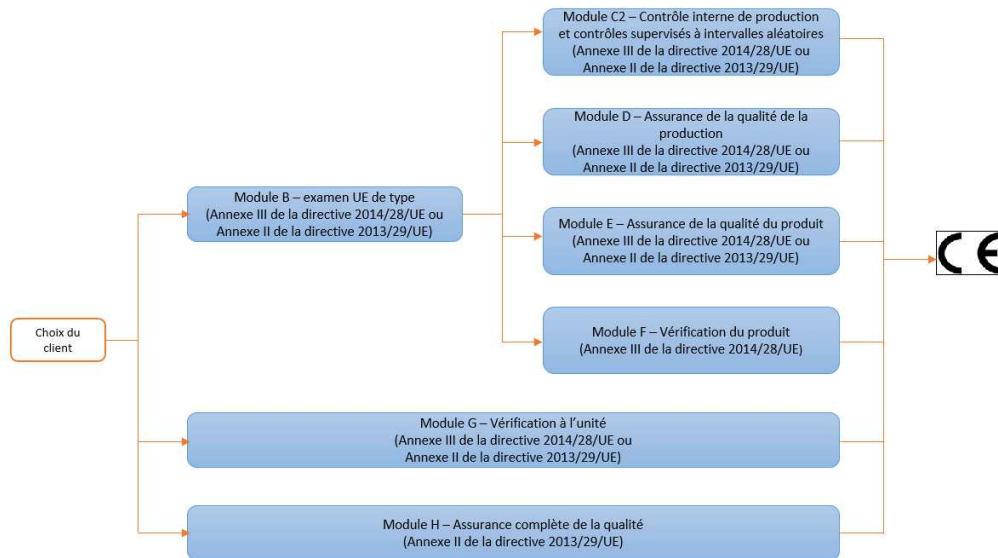 Module C2 – Contrôle interne de production
et contrôles supervisés à intervalles aléatoires
(Annexe III de la directive 2014/28/UE ou
Annexe II de la directive 2013/29/UE)
Module D – Assurance de la qualité de la
production
(Annexe III de la directive 2014/28/UE ou
Annexe II de la directive 2013/29/UE)
Module B – examen UE de type
(Annexe III de la directive 2014/28/UE ou
Annexe II de la directive 2013/29/UE)
Module E – Assurance de la qualité du produit
(Annexe III de la directive 2014/28/UE ou
Annexe II de la directive 2013/29/UE)
CE
Choix du
client
Module F – Vérification du produit
(Annexe III de la directive 2014/28/UE)
Module G – Vérification à l’unité
(Annexe III de la directive 2014/28/UE ou
Annexe II de la directive 2013/29/UE)
Module H – Assurance complète de la qualité
(Annexe II de la directive 2013/29/UE)